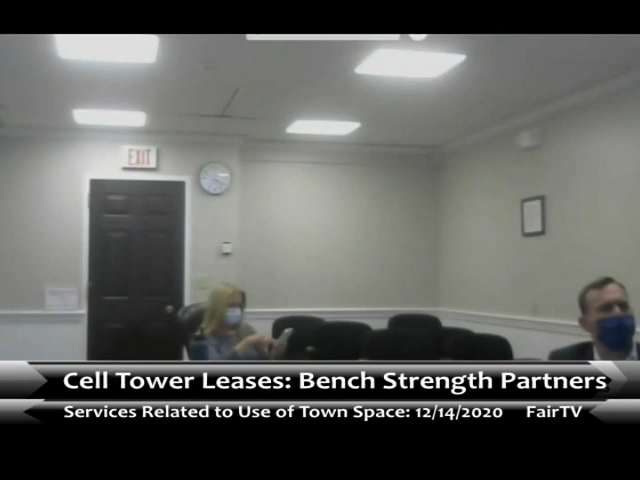 EXIT
Cell Tower Leases: Bench Strength Partners
Services Related to Use of Town Space: 12/14/2020 FairTV